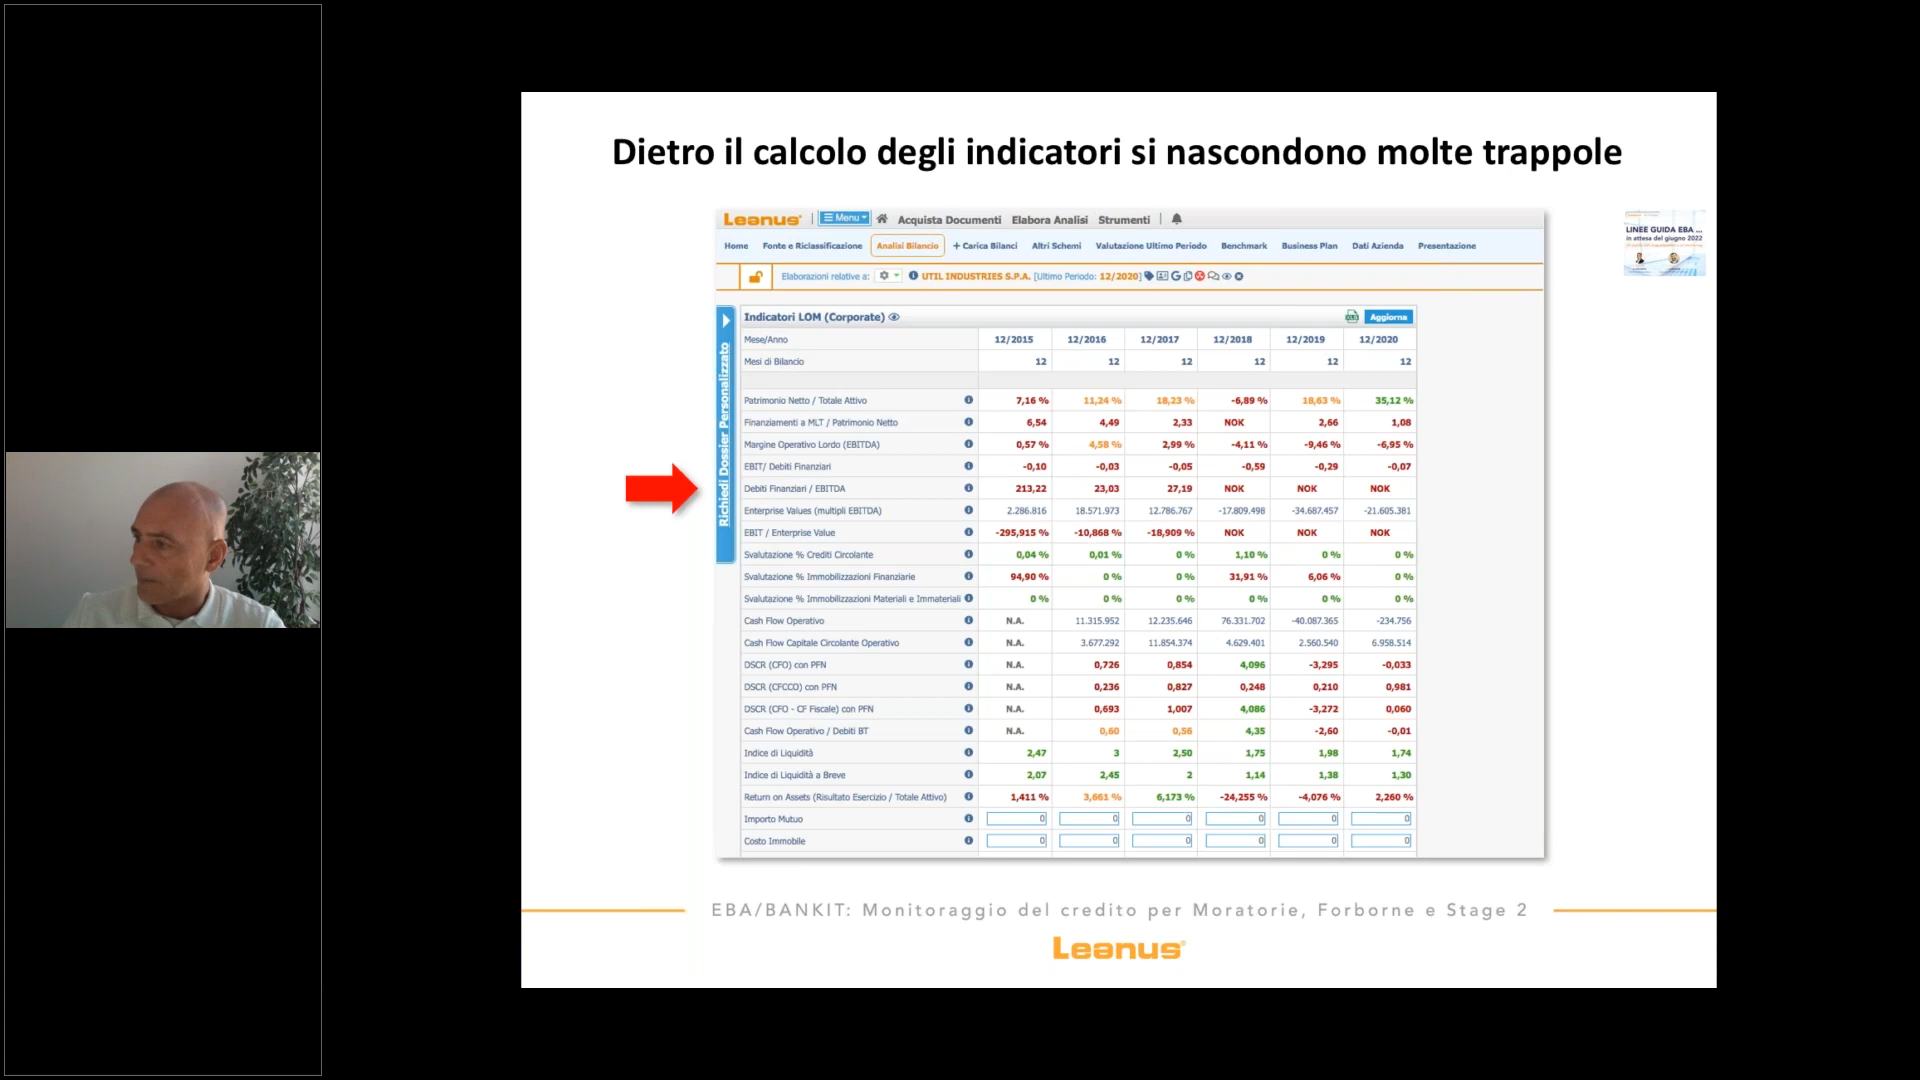 Dietro il calcolo degli indicatori si nascondono molte trappole
Leanus Menu Acquista Documenti Elabora Analisi Strumenti
Home Fonte e Riclassificazione Analisi Bilancio + Carica Bilanci Altri Schemi Valutazione Ultimo Periodo Benchmark Business Plan Dati Azienda Presentazione
LINEE GUIDA EBA ...
in attesa del giugno 2022
Elaborazioni relative a: UTIL INDUSTRIES S.P.A. [Ultimo Periodo: 12/2020]
Richiedi Dossier Personalizzato
Indicatori LOM (Corporate) Aggiorna
Mese/Anno 12/2015 12/2016 12/2017 12/2018 12/2019 12/2020
Mesi di Bilancio 12 12 12 12 12 12
Patrimonio Netto / Totale Attivo 7,16 % 11,24 % 18,23 % -6,89 % 18,63 % 35,12 %
Finanziamenti a MLT / Patrimonio Netto 6,54 4,49 2,33 NOK 2,66 1,08
Margine Operativo Lordo (EBITDA) 0,57 % 4,58 % 2,99 % -4,11 % -9,46 % -6,95 %
EBIT/ Debiti Finanziari -0,10 -0,03 -0,05 -0,59 -0,29 -0,07
Debiti Finanziari / EBITDA 213,22 23,03 27,19 NOK NOK NOK
Enterprise Values (multipli EBITDA) 2.286.816 18.571.973 12.786.767 -17.809.498 -34.687.457 -21.605.381
EBIT / Enterprise Value -295,915 % -10,868 % -18,909 % NOK NOK NOK
Svalutazione % Crediti Circolante 0,04 % 0,01 % 0 % 1,10 % 0 % 0 %
Svalutazione % Immobilizzazioni Finanziarie 94,90 % 0 % 0 % 31,91 % 6,06 % 0 %
Svalutazione % Immobilizzazioni Materiali e Immateriali 0 % 0 % 0 % 0 % 0 % 0 %
Cash Flow Operativo N.A. 11.315.952 12.235.646 76.331.702 -40.087.365 -234.756
Cash Flow Capitale Circolante Operativo N.A. 3.677.292 11.854.374 4.629.401 2.560.540 6.958.514
DSCR (CFO) con PFN N.A. 0,726 0,854 4,096 -3,295 -0,033
DSCR (CFCCO) con PFN N.A. 0,236 0,827 0,248 0,210 0,981
DSCR (CFO - CF Fiscale) con PFN N.A. 0,693 1,007 4,086 -3,272 0,060
Cash Flow Operativo / Debiti BT N.A. 0,60 0,56 4,35 -2,60 -0,01
Indice di Liquidità 2,47 3 2,50 1,75 1,98 1,74
Indice di Liquidità a Breve 2,07 2,45 2 1,14 1,38 1,30
Return on Assets (Risultato Esercizio / Totale Attivo) 1,411 % 3,661 % 6,173 % -24,255 % -4,076 % 2,260 %
Importo Mutuo 0 0 0 0 0 0
Costo Immobile 0 0 0 0 0 0
EBA/BANKIT: Monitoraggio del credito per Moratorie, Forborne e Stage 2
Leanus